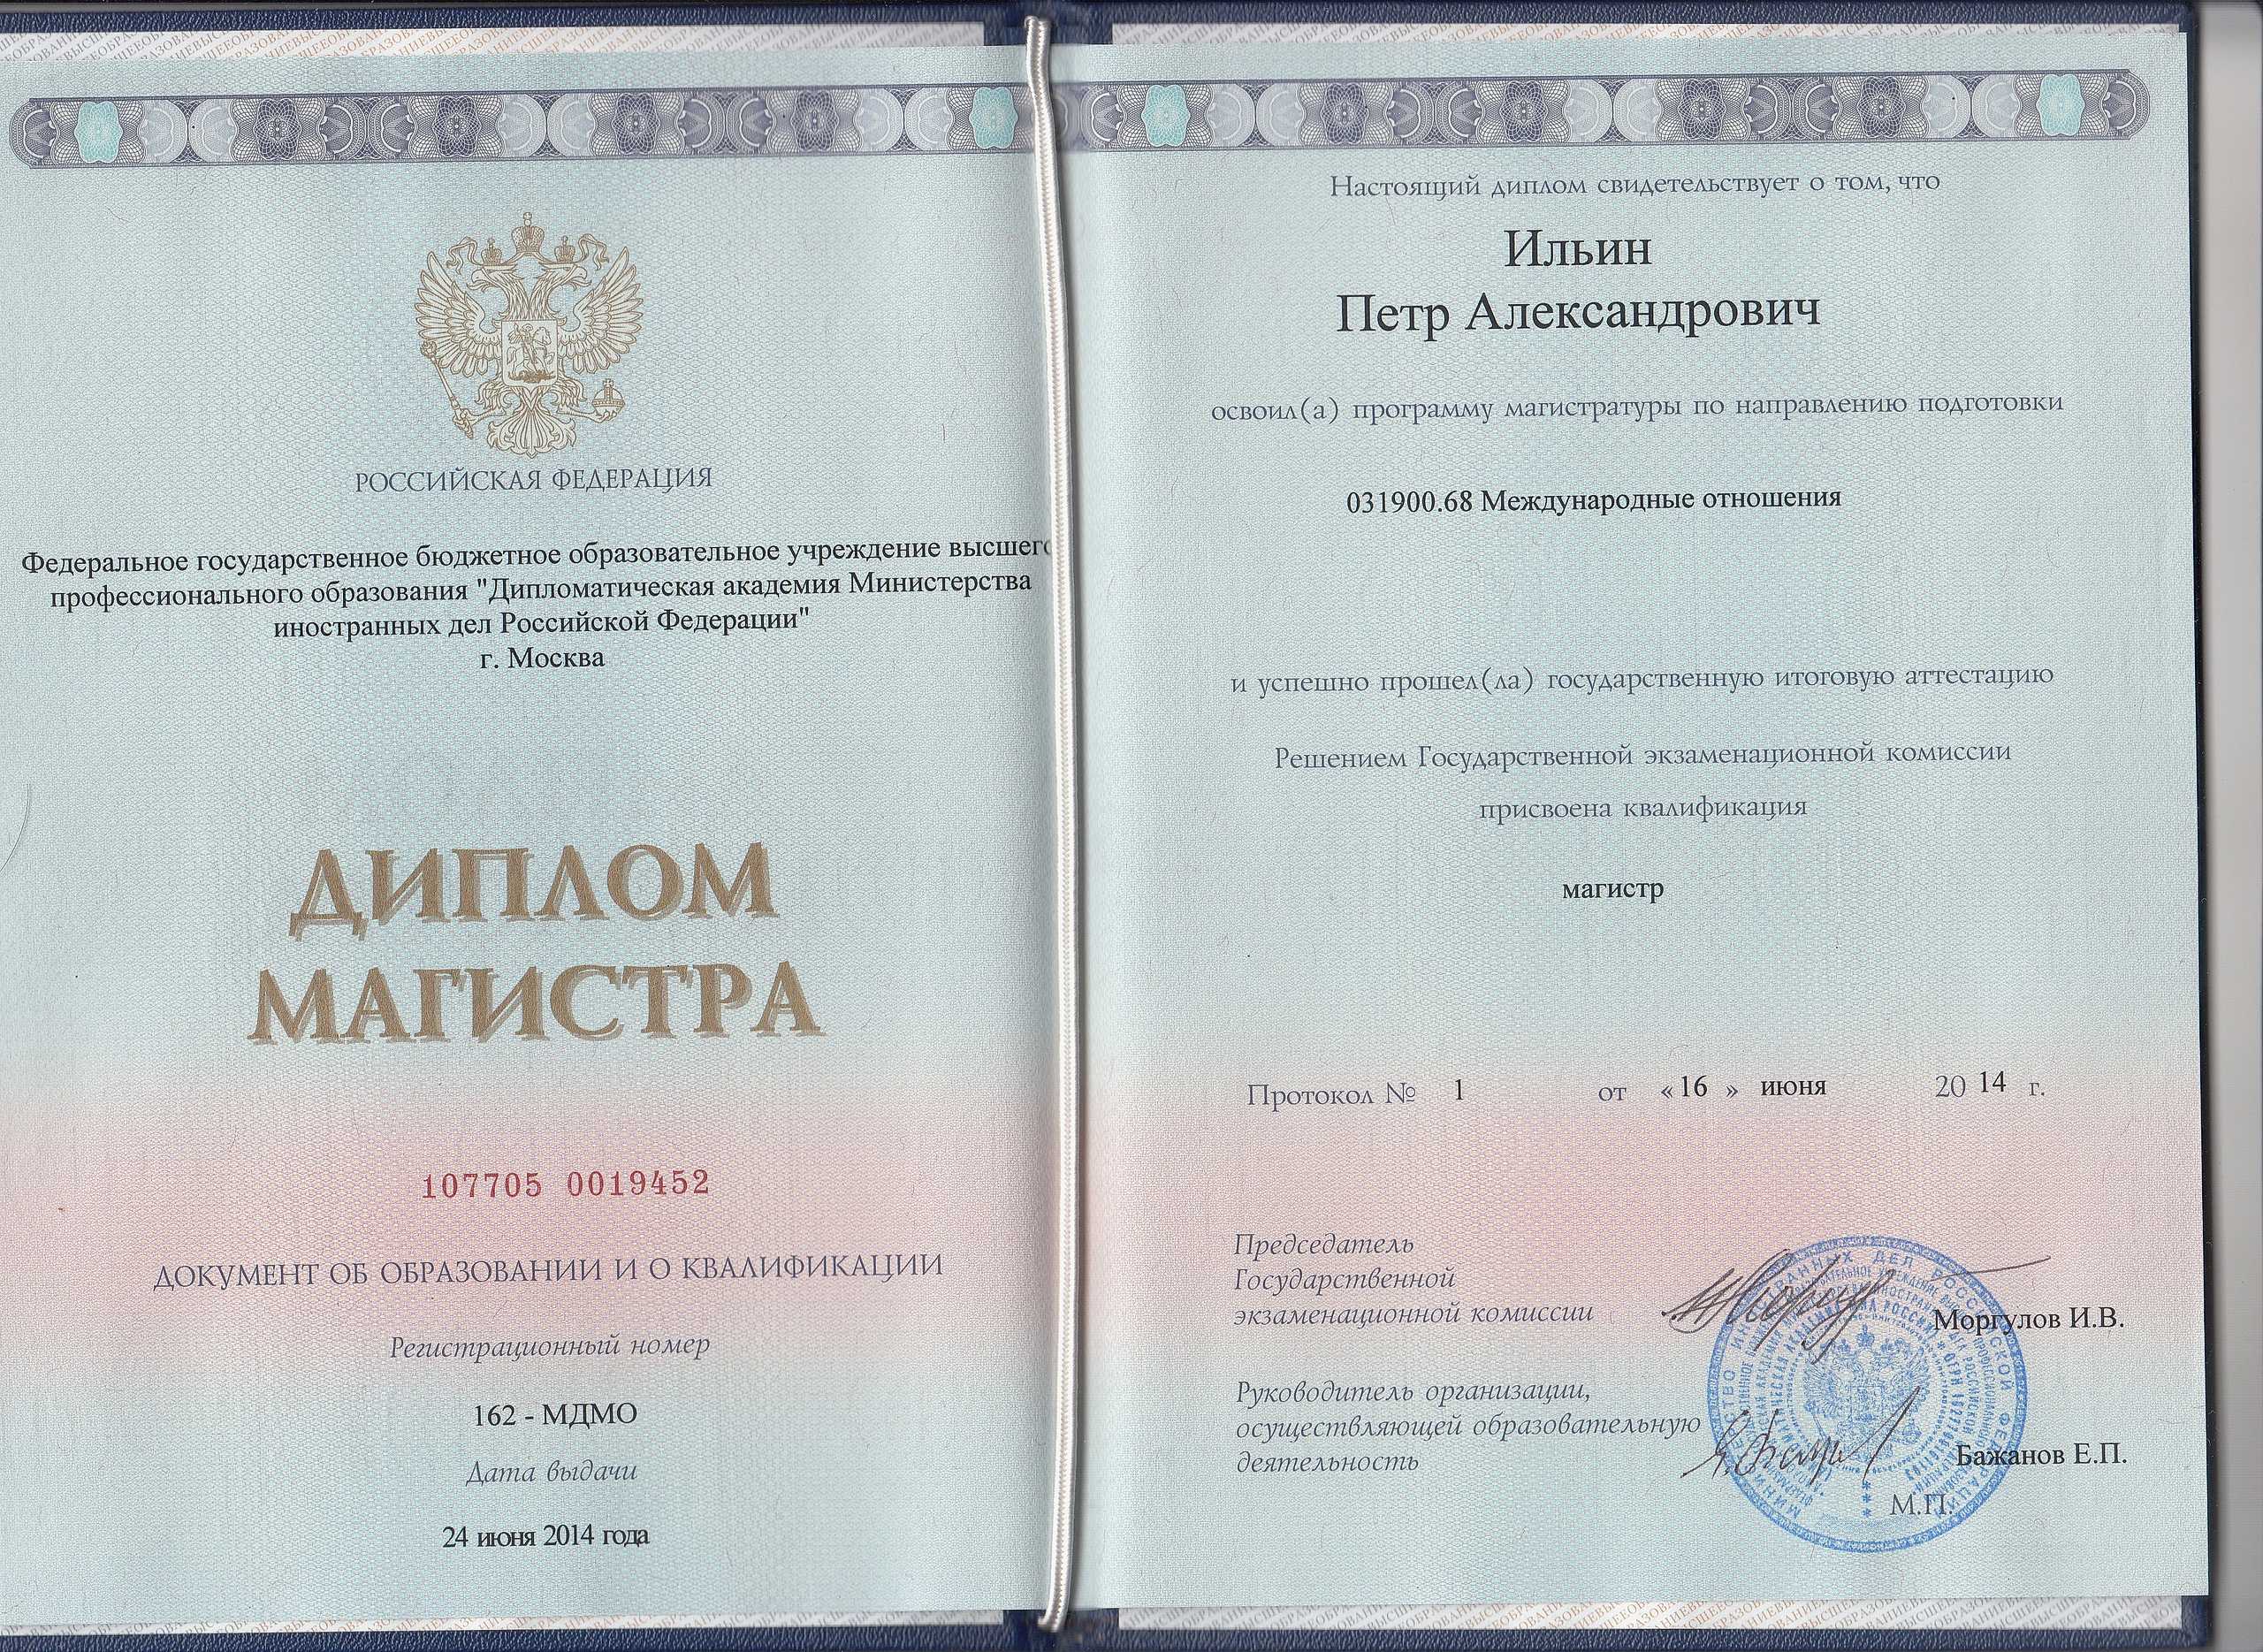 РОССИЙСКАЯ ФЕДЕРАЦИЯ
Федеральное государственное бюджетное образовательное учреждение высшего
профессионального образования "Дипломатическая академия Министерства
иностранных дел Российской Федерации"
г. Москва
ДИПЛОМ
МАГИСТРА
107705 0019452
ДОКУМЕНТ ОБ ОБРАЗОВАНИИ И О КВАЛИФИКАЦИИ
Регистрационный номер
162 - МДМО
Дата выдачи
24 июня 2014 года
Настоящий диплом свидетельствует о том, что
Ильин
Петр Александрович
освоил(а) программу магистратуры по направлению подготовки
031900.68 Международные отношения
и успешно прошел(ла) государственную итоговую аттестацию
Решением Государственной экзаменационной комиссии
присвоена квалификация
магистр
Протокол № 1 от « 16 » июня 20 14 г.
Председатель
Государственной
экзаменационной комиссии
Моргулов И.В.
Руководитель организации,
осуществляющей образовательную
деятельность
Бажанов Е.П.
М.П.